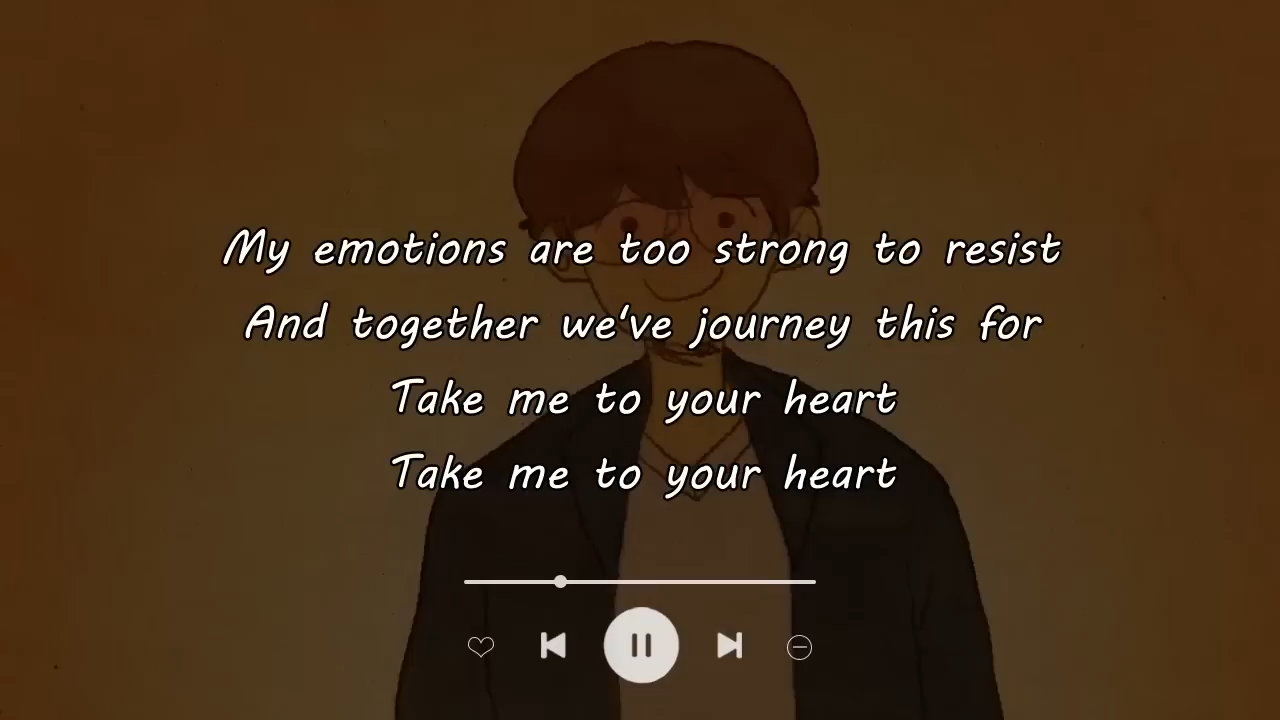 My emotions are too strong to resist
And together we've journey this for
Take me to your heart
Take me to your heart